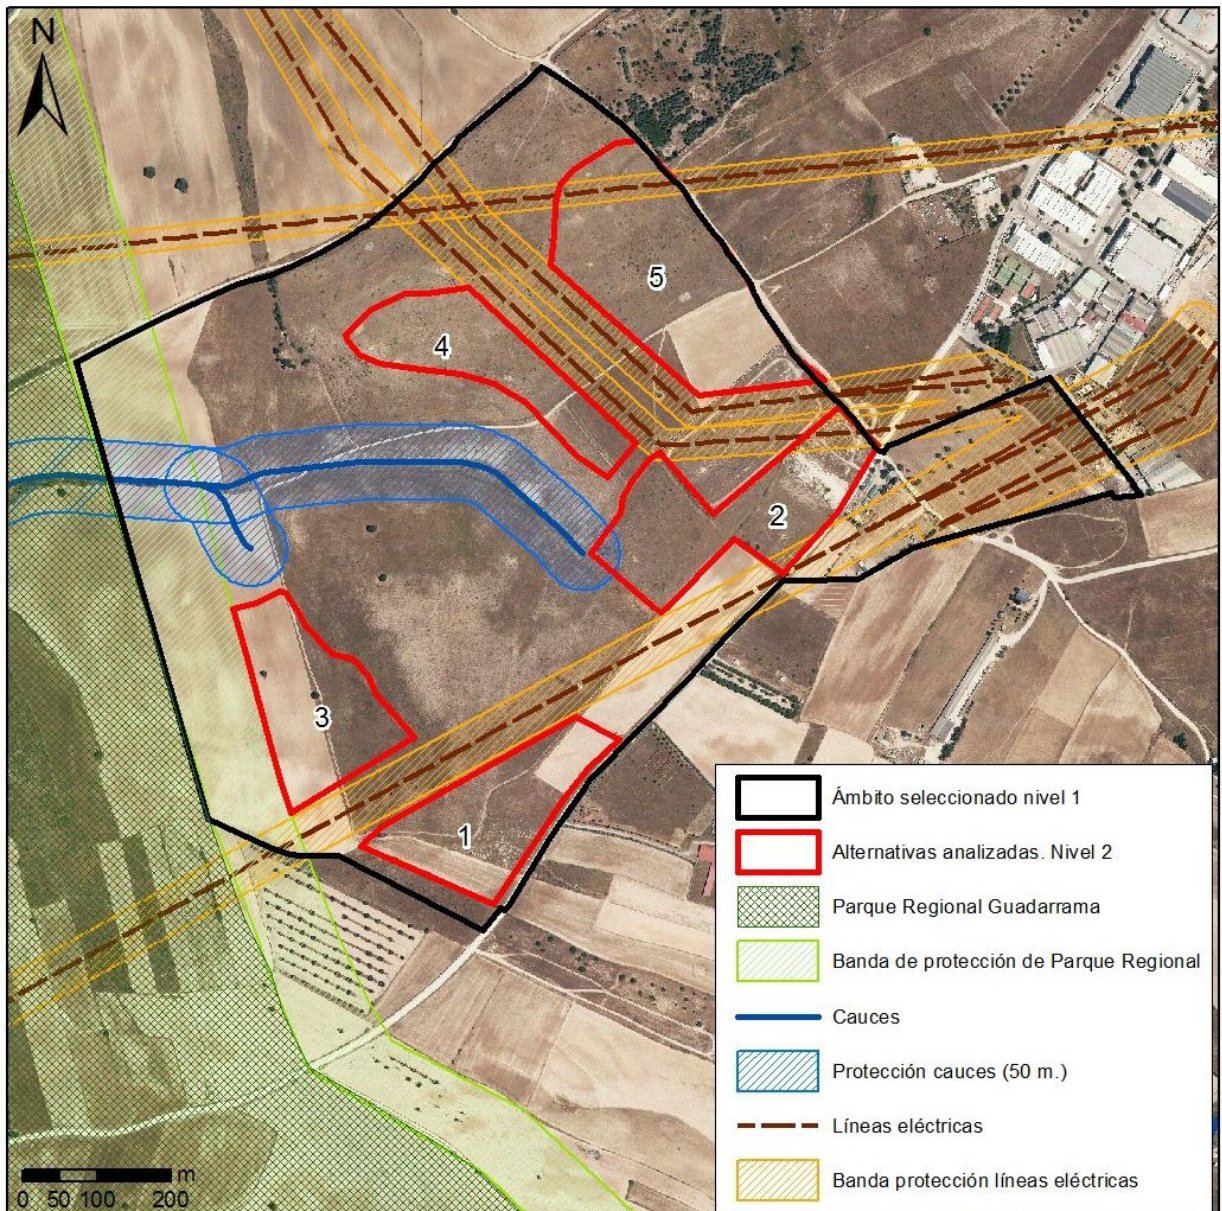 N
5
4
2
3
1
Ámbito seleccionado nivel 1
Alternativas analizadas. Nivel 2
Parque Regional Guadarrama
Banda de protección de Parque Regional
Cauces
Protección cauces (50 m.)
Líneas eléctricas
Banda protección líneas eléctricas
m
0 50 100 200